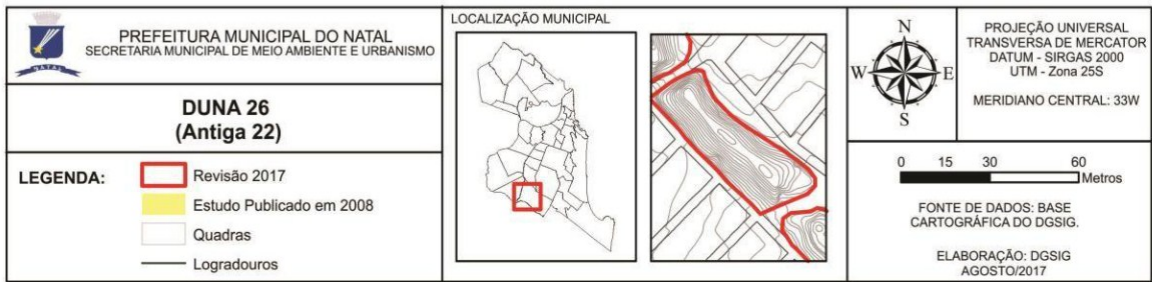 PREFEITURA MUNICIPAL DO NATAL
SECRETARIA MUNICIPAL DE MEIO AMBIENTE E URBANISMO
NATAL
DUNA 26
(Antiga 22)
LEGENDA:
Revisão 2017
Estudo Publicado em 2008
Quadras
Logradouros
LOCALIZAÇÃO MUNICIPAL
N
W
E
S
PROJEÇÃO UNIVERSAL
TRANSVERSA DE MERCATOR
DATUM - SIRGAS 2000
UTM - Zona 25S
MERIDIANO CENTRAL: 33W
0 15 30 60
Metros
FONTE DE DADOS: BASE
CARTOGRÁFICA DO DGSIG.
ELABORAÇÃO: DGSIG
AGOSTO/2017